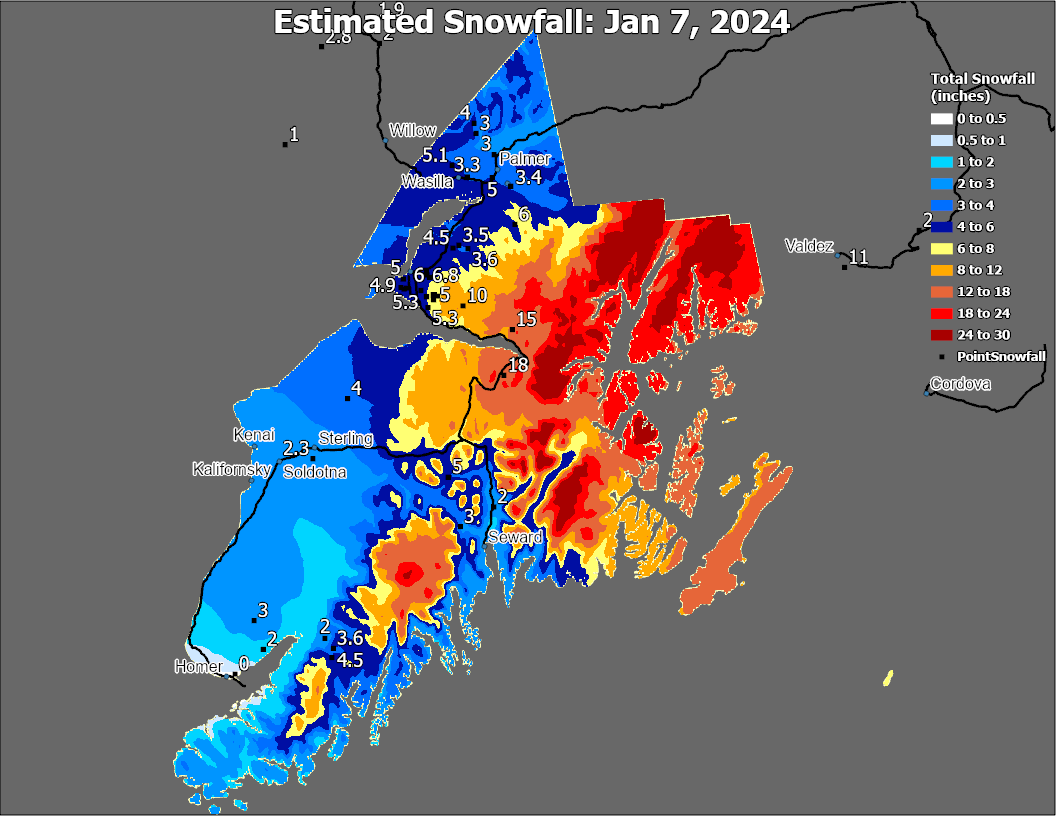 1.9
Estimated Snowfall: Jan 7, 2024
2.8
2
Total Snowfall
(inches)
0 to 0.5
0.5 to 1
1 to 2
2 to 3
3 to 4
4 to 6
6 to 8
8 to 12
12 to 18
18 to 24
24 to 30
PointSnowfall
4
3
1
Willow
3
5.1
3.3
Palmer
Wasilla
3.4
5
6
2
4.5
3.5
Valdez
3.6
11
5
6
6.8
4.9
5
10
5.3
5.3
15
18
Cordova
4
Kenai
Sterling
2.3
Kalifornsky
Soldotna
5
2
3
Seward
3
2
2
3.6
4.5
Homer
0